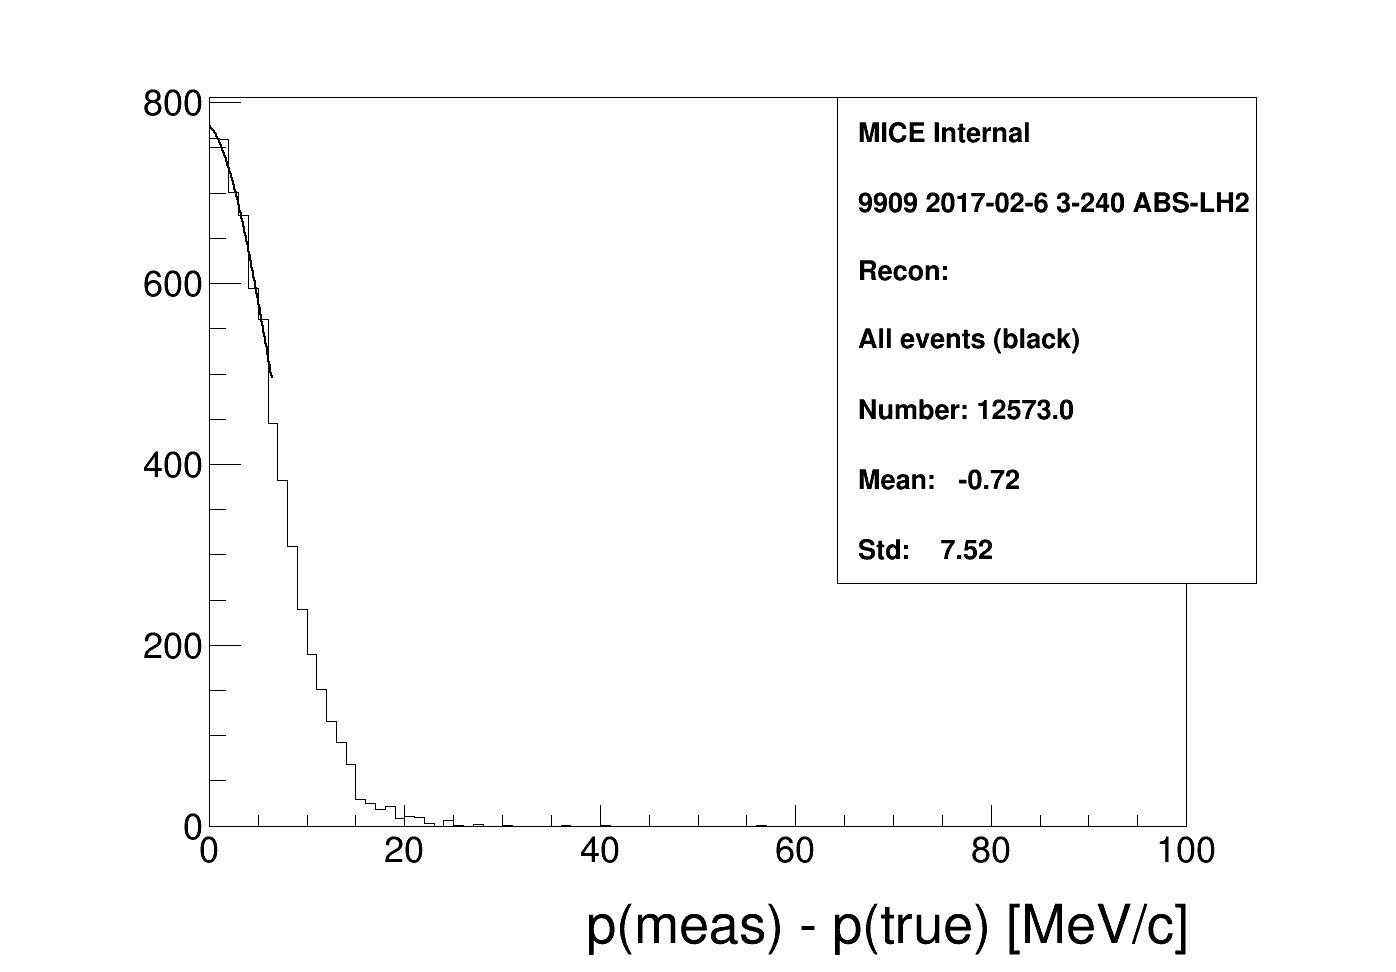 800
600
400
200
0
0 20 40 60 80 100
p(meas) - p(true) [MeV/c]
MICE Internal
9909 2017-02-6 3-240 ABS-LH2
Recon:
All events (black)
Number: 12573.0
Mean: -0.72
Std: 7.52